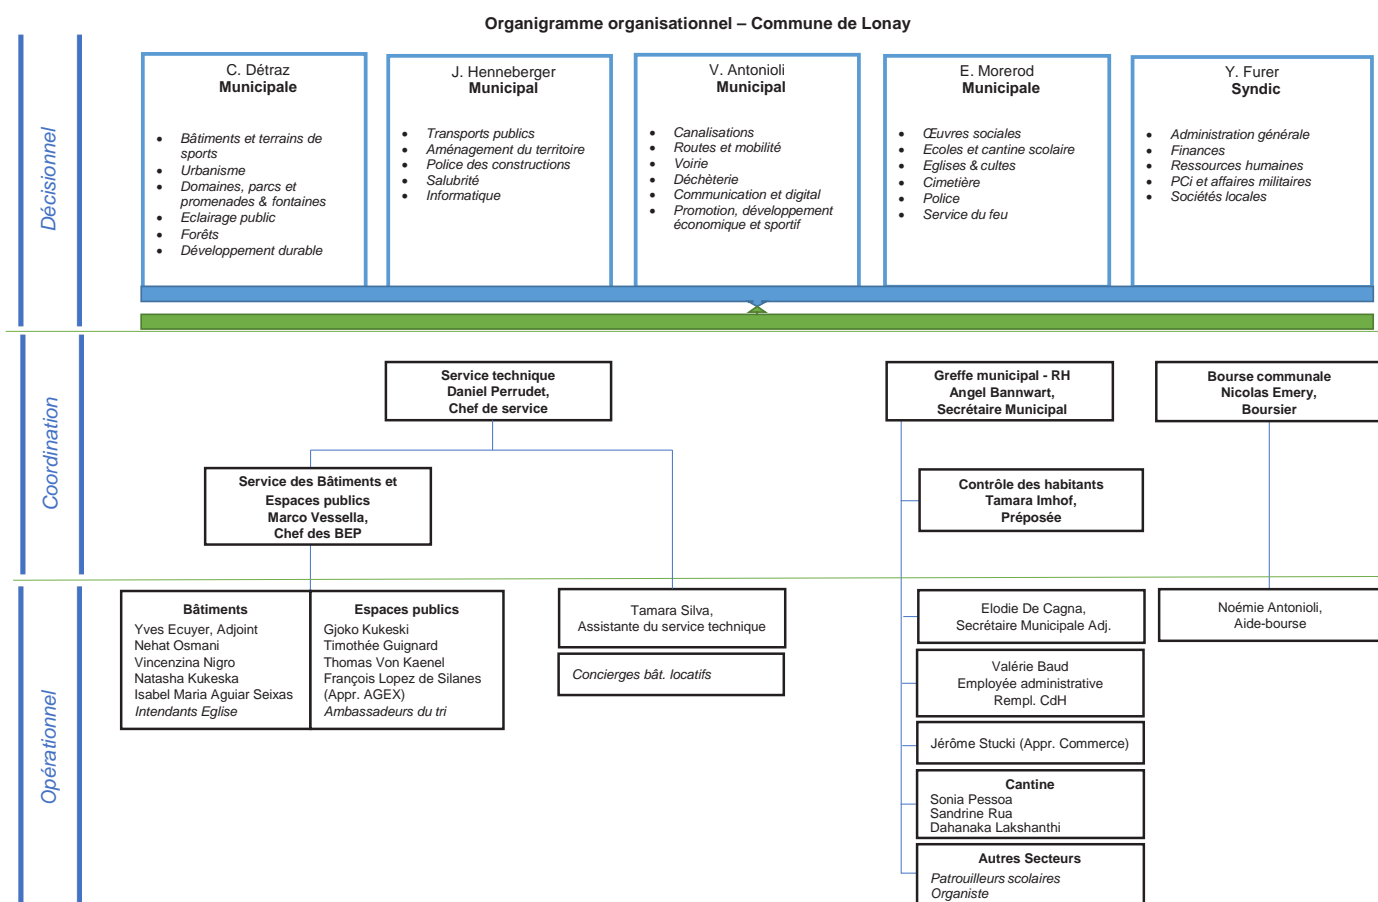 Organigramme organisationnel – Commune de Lonay
Décisionnel
C. Détraz
Municipale
• Bâtiments et terrains de
sports
• Urbanisme
• Domaines, parcs et
promenades & fontaines
• Eclairage public
• Forêts
• Développement durable
J. Henneberger
Municipal
• Transports publics
• Aménagement du territoire
• Police des constructions
• Salubrité
• Informatique
V. Antonioli
Municipal
• Canalisations
• Routes et mobilité
• Voirie
• Déchèterie
• Communication et digital
• Promotion, développement
économique et sportif
E. Morerod
Municipale
• Œuvres sociales
• Ecoles et cantine scolaire
• Eglises & cultes
• Cimetière
• Police
• Service du feu
Y. Furer
Syndic
• Administration générale
• Finances
• Ressources humaines
• PCi et affaires militaires
• Sociétés locales
Coordination
Service technique
Daniel Perrudet,
Chef de service
Greffe municipal - RH
Angel Bannwart,
Secrétaire Municipal
Bourse communale
Nicolas Emery,
Boursier
Service des Bâtiments et
Espaces publics
Marco Vessella,
Chef des BEP
Contrôle des habitants
Tamara Imhof,
Préposée
Opérationnel
Bâtiments
Yves Ecuyer, Adjoint
Nehat Osmani
Vincenzina Nigro
Natasha Kukeska
Isabel Maria Aguiar Seixas
Intendants Eglise
Espaces publics
Gjoko Kukeski
Timothée Guignard
Thomas Von Kaenel
François Lopez de Silanes
(Appr. AGEX)
Ambassadeurs du tri
Tamara Silva,
Assistante du service technique
Concierges bât. locatifs
Elodie De Cagna,
Secrétaire Municipale Adj.
Valérie Baud
Employée administrative
Rempl. CdH
Jérôme Stucki (Appr. Commerce)
Cantine
Sonia Pessoa
Sandrine Rua
Dahanaka Lakshanthi
Autres Secteurs
Patrouilleurs scolaires
Organiste
Noémie Antonioli,
Aide-bourse